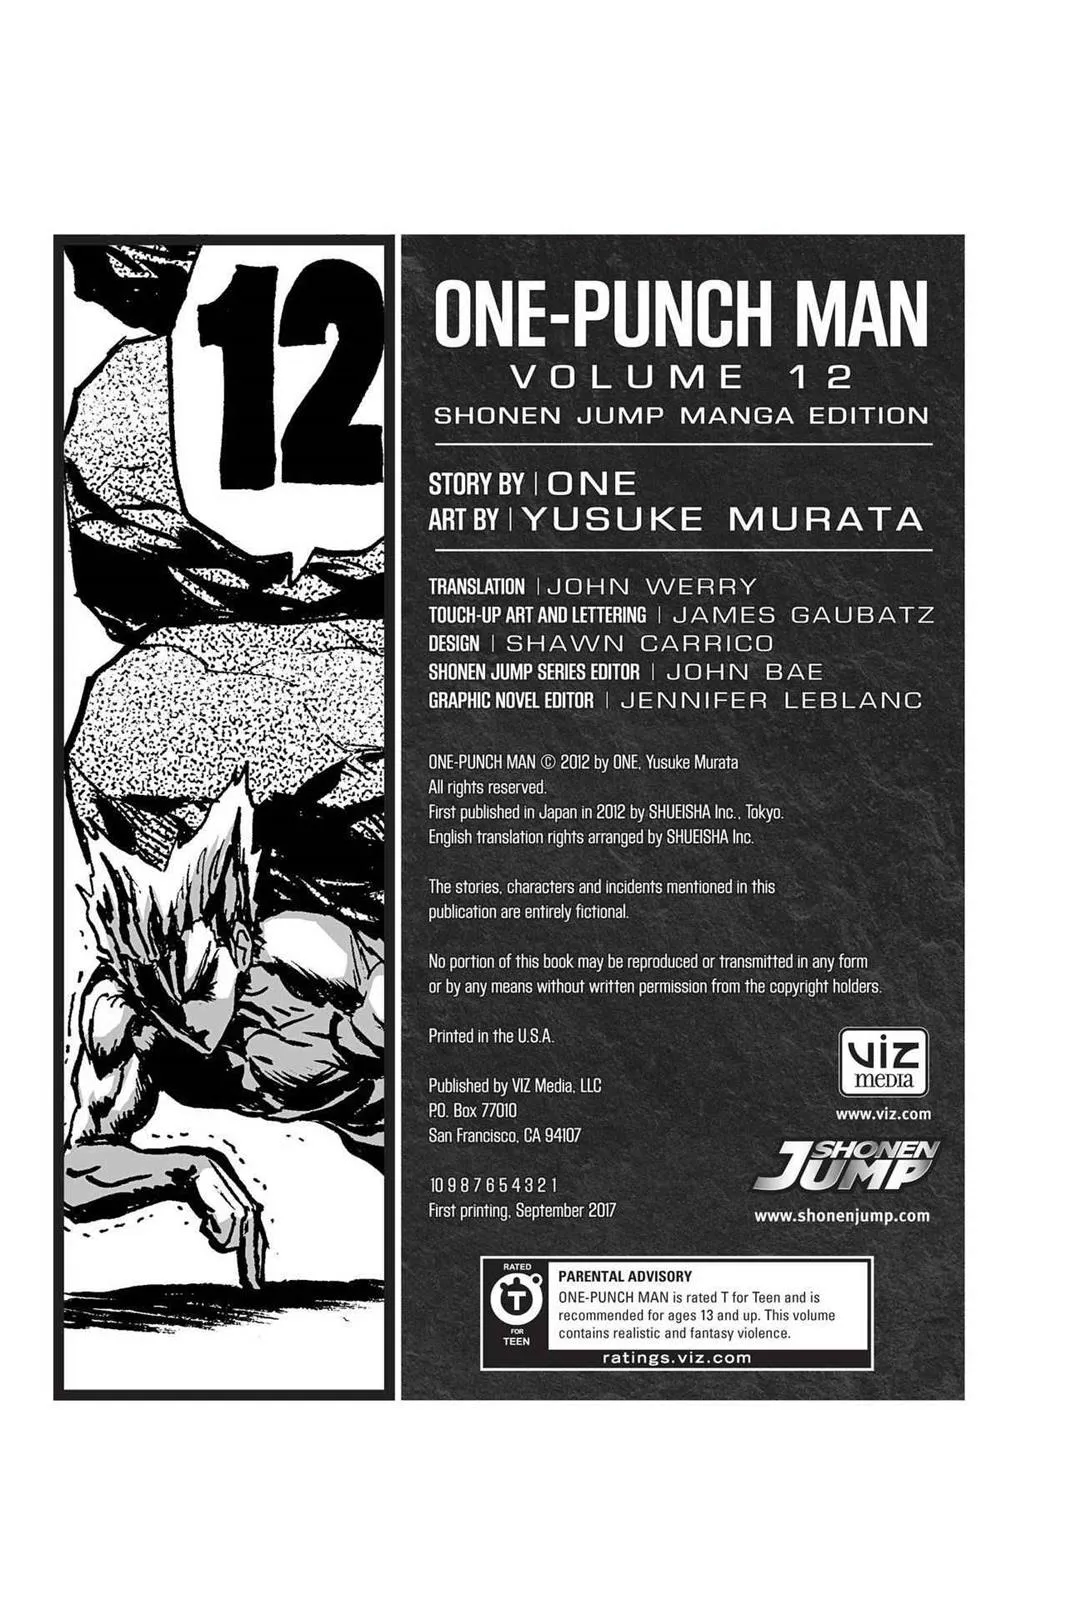 12
ONE-PUNCH MAN
VOLUME 12
SHONEN JUMP MANGA EDITION
STORY BY | ONE
ART BY | YUSUKE MURATA
TRANSLATION | JOHN WERRY
TOUCH-UP ART AND LETTERING | JAMES GAUBATZ
DESIGN | SHAWN CARRICO
SHONEN JUMP SERIES EDITOR | JOHN BAE
GRAPHIC NOVEL EDITOR | JENNIFER LEBLANC
ONE-PUNCH MAN © 2012 by ONE, Yusuke Murata
All rights reserved.
First published in Japan in 2012 by SHUEISHA Inc., Tokyo.
English translation rights arranged by SHUEISHA Inc.
The stories, characters and incidents mentioned in this
publication are entirely fictional.
No portion of this book may be reproduced or transmitted in any form
or by any means without written permission from the copyright holders.
Printed in the U.S.A.
Published by VIZ Media, LLC
P.O. Box 77010
San Francisco, CA 94107
10 9 8 7 6 5 4 3 2 1
First printing, September 2017
VIZ
MEDIA
www.viz.com
SHONEN
JUMP
www.shonenjump.com
RATED
T
FOR
TEEN
PARENTAL ADVISORY
ONE-PUNCH MAN is rated T for Teen and is
recommended for ages 13 and up. This volume
contains realistic and fantasy violence.
ratings.viz.com